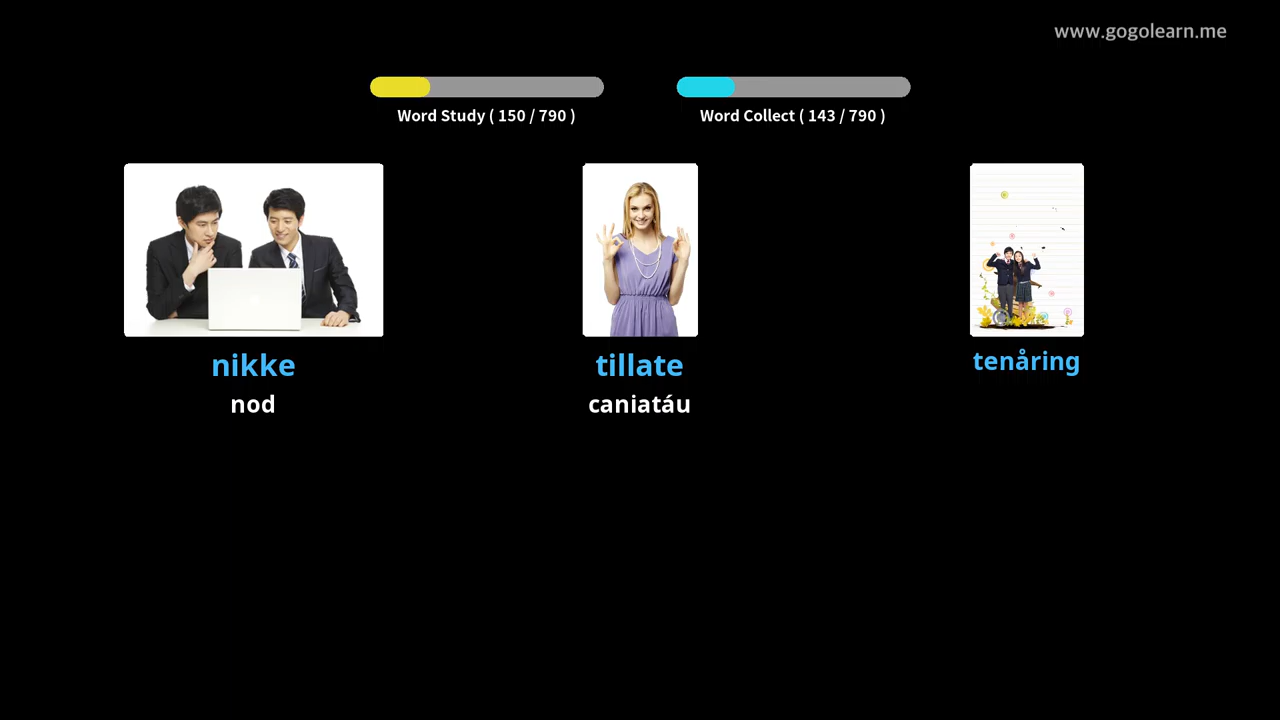 www.gogolearn.me
Word Study ( 150 / 790 )
Word Collect ( 143 / 790 )
nikke
nod
tillate
caniatáu
tenåring